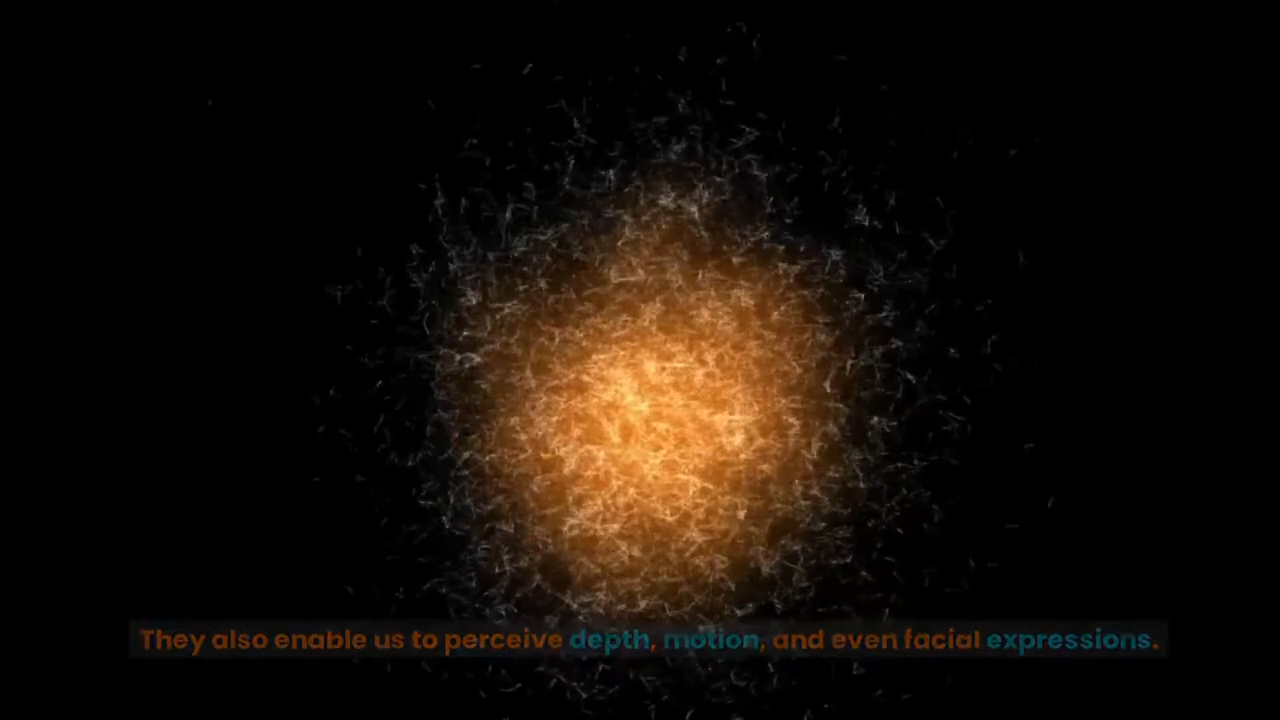 They also enable us to perceive depth, motion, and even facial expressions.